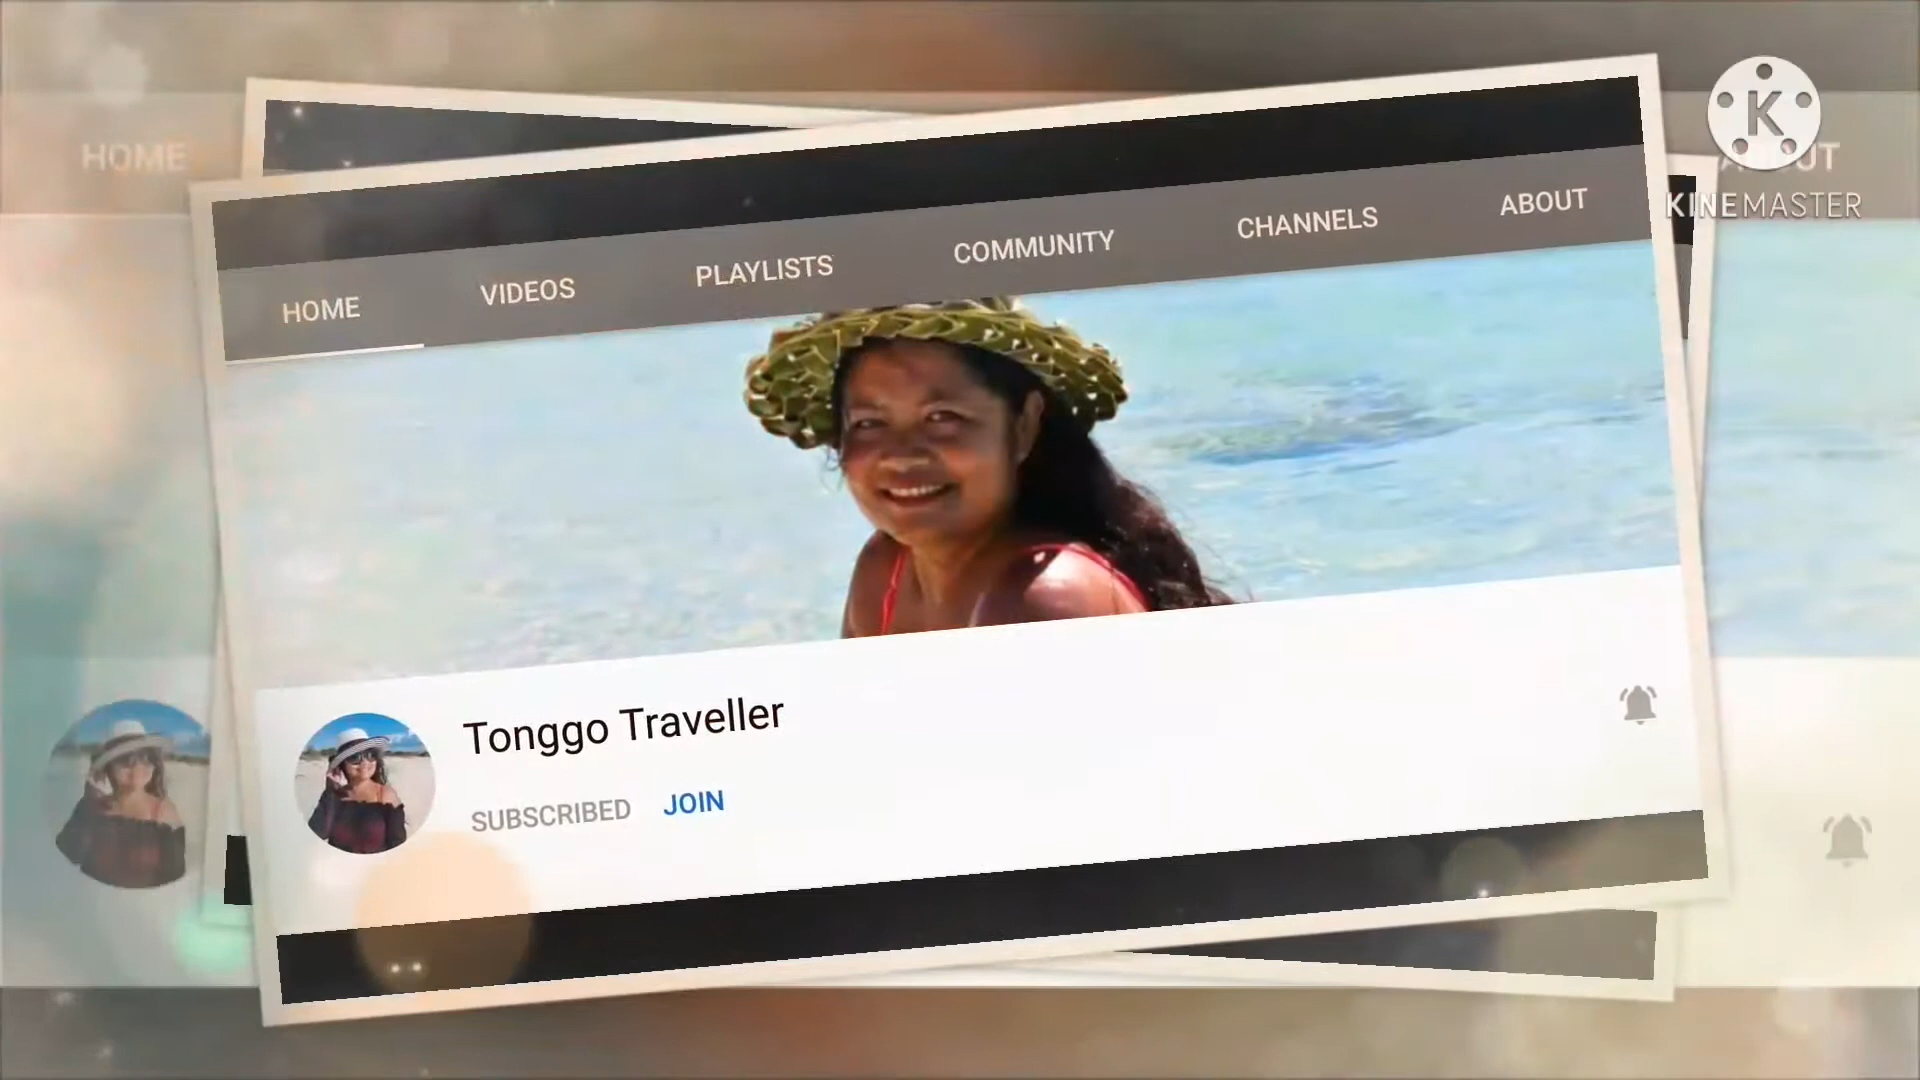 HOME VIDEOS PLAYLISTS COMMUNITY CHANNELS ABOUT
Tonggo Traveller
SUBSCRIBED JOIN
HOME
K
KINEMASTER